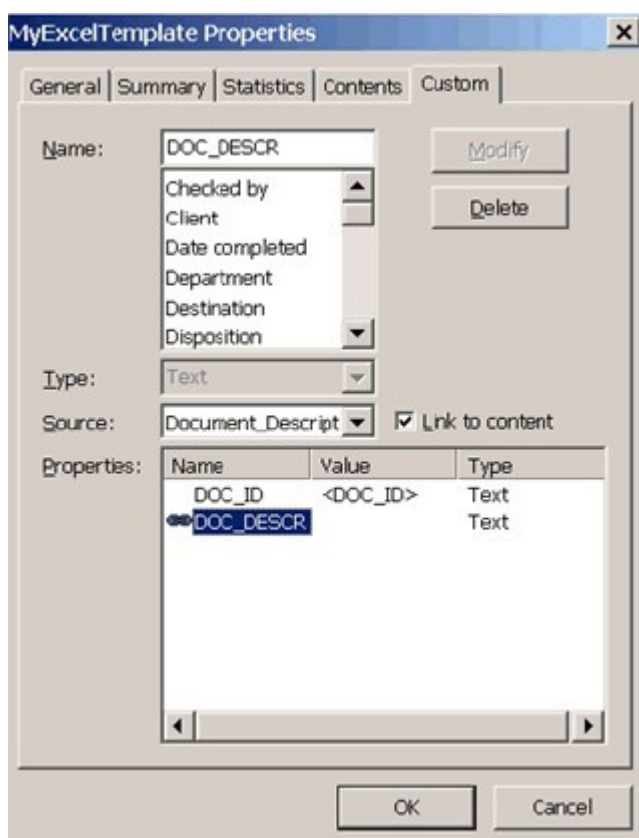 MyExcelTemplate Properties
General Summary Statistics Contents Custom
Name: DOC_DESCR Modify
Checked by
Client
Date completed
Department
Destination
Disposition
Delete
Type: Text
Source: Document_Descript Link to content
Properties: Name Value Type
DOC_ID <DOC_ID> Text
DOC_DESCR Text
OK Cancel